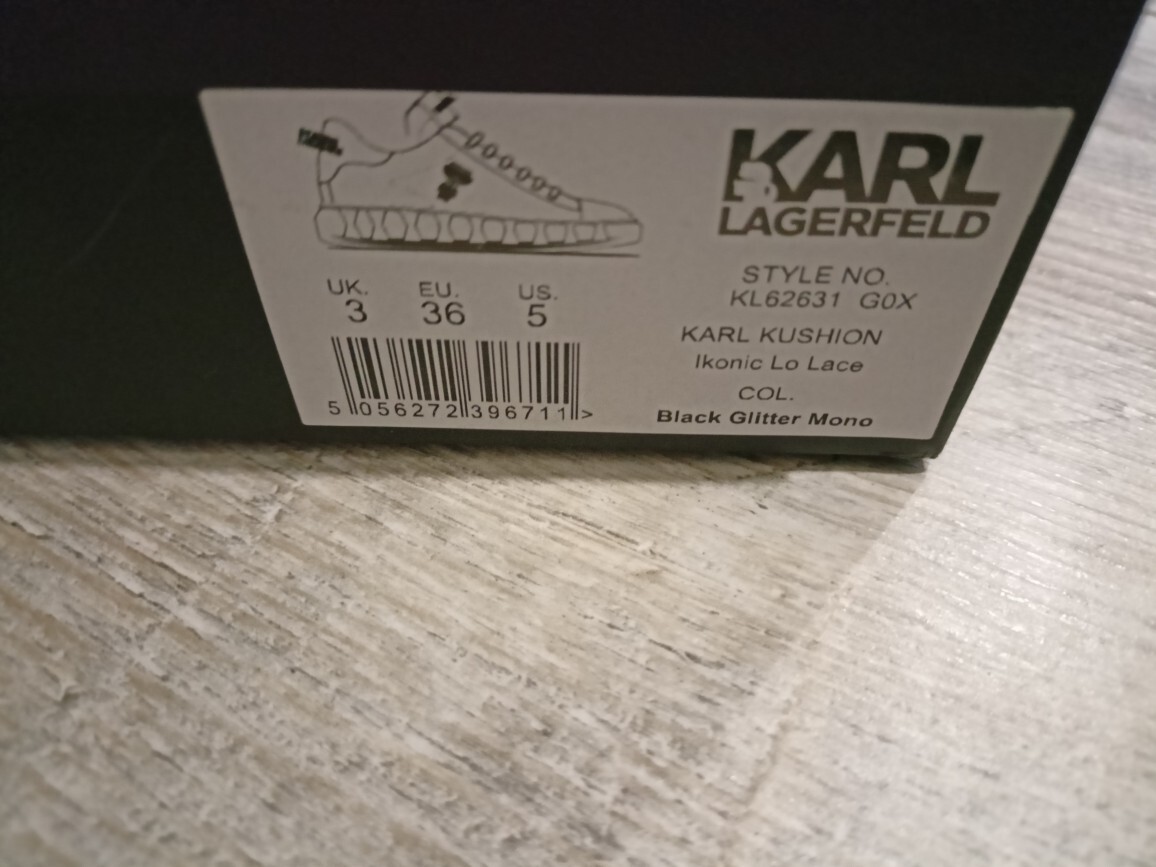 KARL
LAGERFELD
UK. EU. US.
3 36 5
5 056272 396711 >
STYLE NO.
KL62631 G0X
KARL KUSHION
Ikonic Lo Lace
COL.
Black Glitter Mono